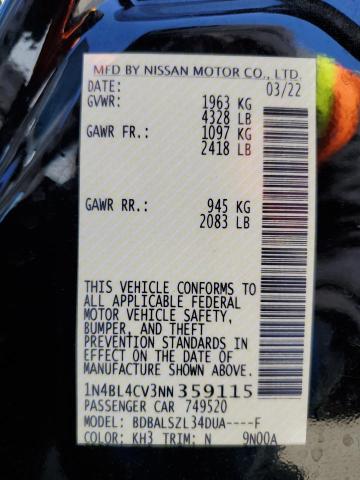 MFD BY NISSAN MOTOR CO., LTD.
DATE: 03/22
GVWR: 1963 KG
4328 LB
GAWR FR.: 1097 KG
2418 LB
GAWR RR.: 945 KG
2083 LB
THIS VEHICLE CONFORMS TO
ALL APPLICABLE FEDERAL
MOTOR VEHICLE SAFETY,
BUMPER, AND THEFT
PREVENTION STANDARDS IN
EFFECT ON THE DATE OF
MANUFACTURE SHOWN ABOVE.
1N4BL4CV3NN359115
PASSENGER CAR 749520
MODEL: BDBALSZL34DUA----F
COLOR: KH3 TRIM: N 9N00A